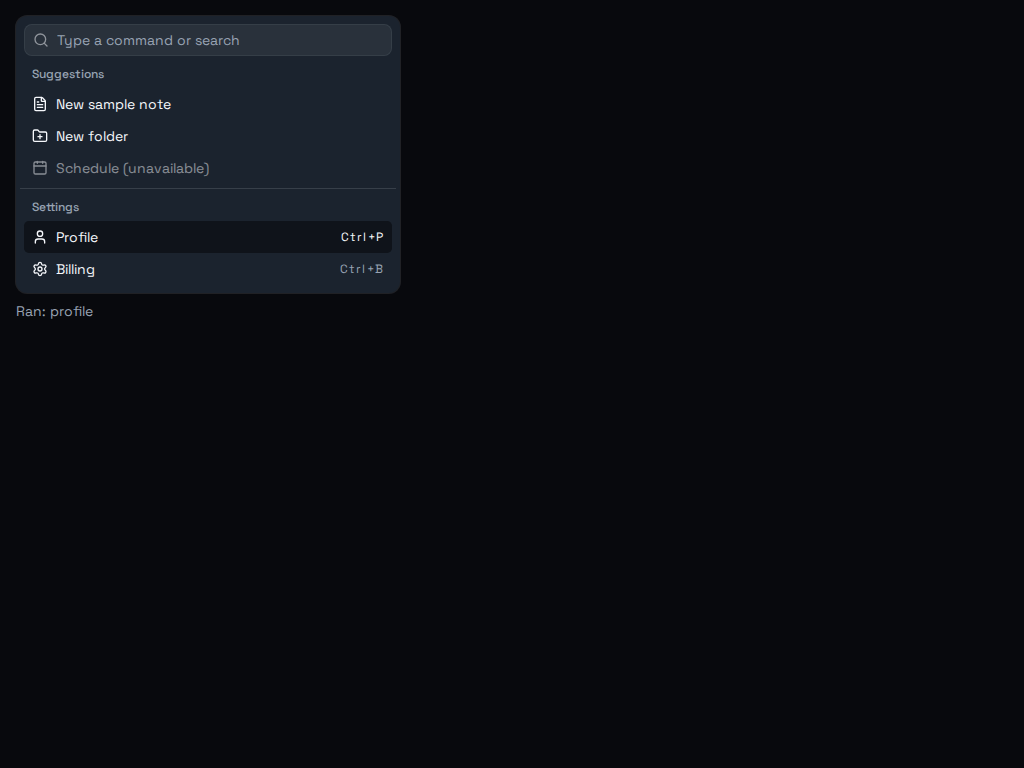 Type a command or search
Suggestions
New sample note
New folder
Schedule (unavailable)
Settings
Profile Ctrl+P
Billing Ctrl+B
Ran: profile